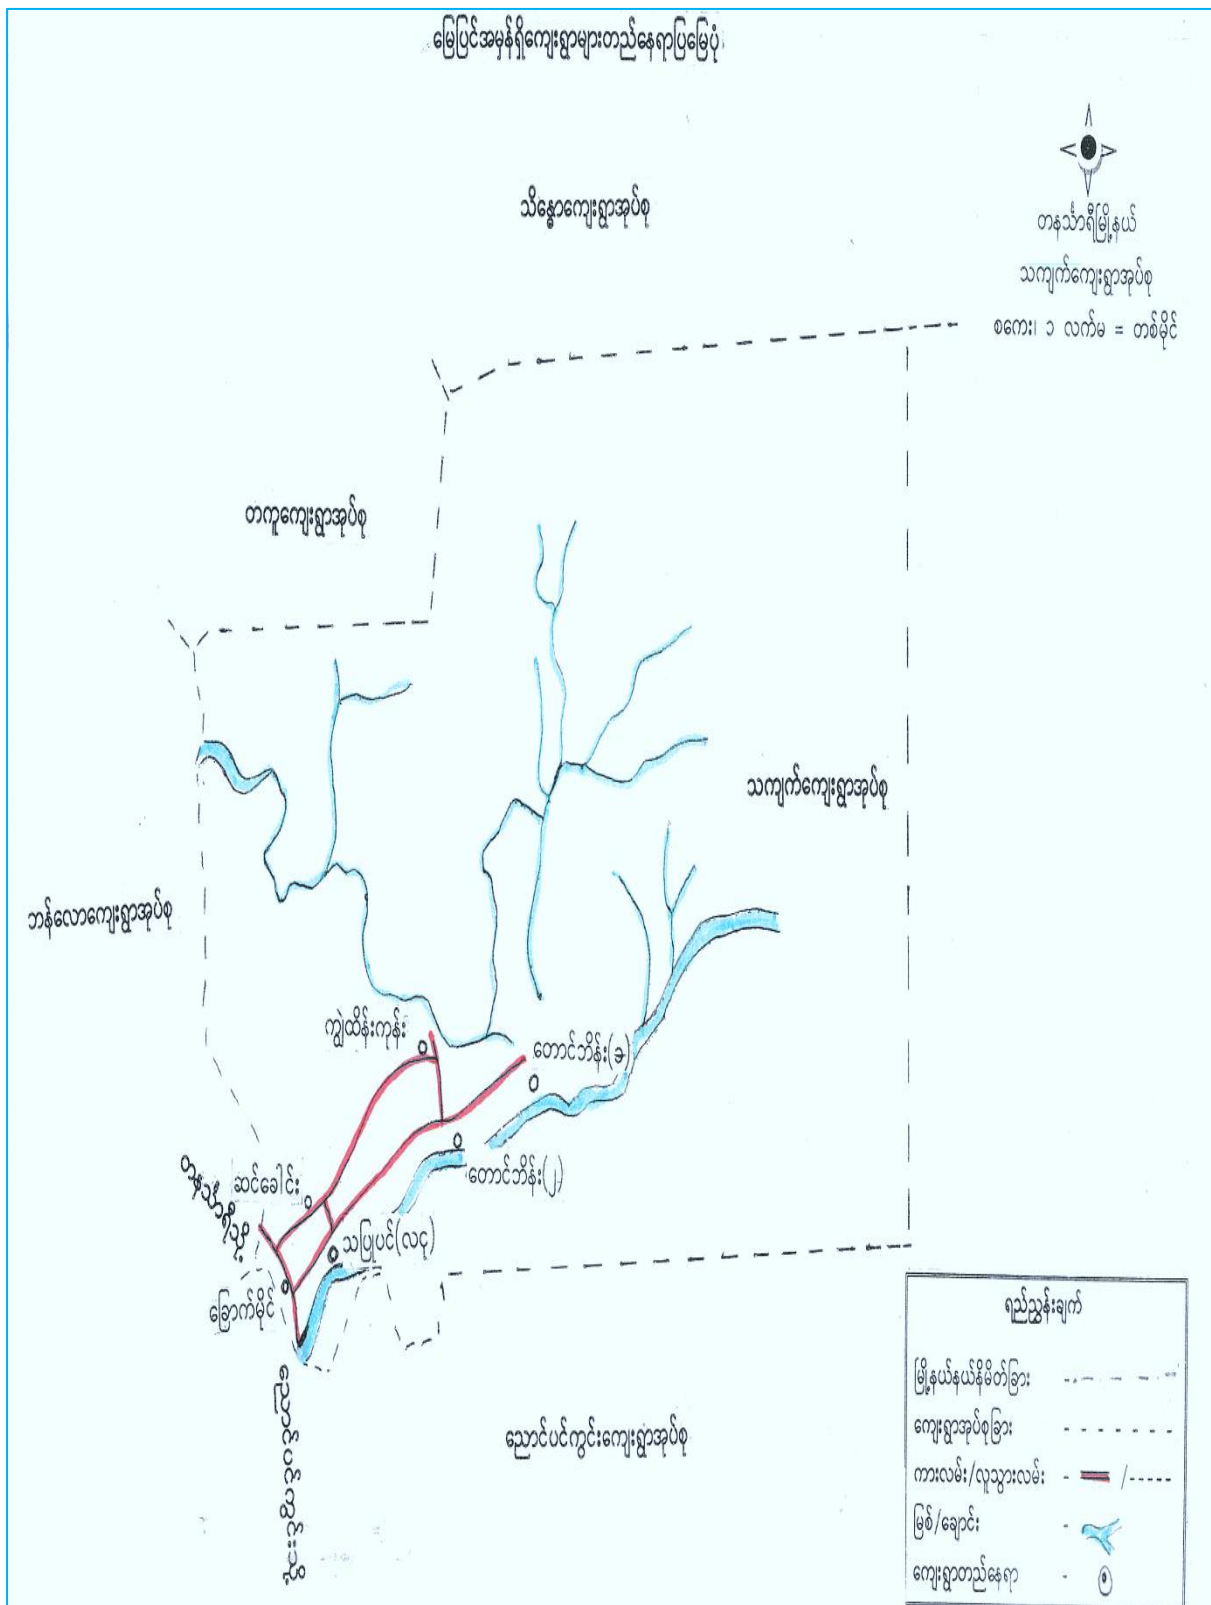 မြေပြင်အမှန်ရှိကျေးရွာများတည်နေရာပြမြေပုံ
သိန္ဓောကျေးရွာအုပ်စု
တနင်္သာရီမြို့နယ်
သကျက်ကျေးရွာအုပ်စု
စကေး၊ ၁ လက်မ = တစ်မိုင်
တကူကျေးရွာအုပ်စု
သကျက်ကျေးရွာအုပ်စု
ဘန်လောကျေးရွာအုပ်စု
ကျွဲထိန်းကုန်း
တောင်ဘိန်း(ခ)
ဆင်ခေါင်း
တောင်ဘိန်း(၂)
သပြုပင်(လငု)
ခြောက်မိုင်
ညောင်ပင်ကွင်းကျေးရွာအုပ်စု
ရည်ညွှန်းချက်
မြို့နယ်နယ်နိမိတ်ခြား
ကျေးရွာအုပ်စုခြား
ကားလမ်း/လူသွားလမ်း
မြစ်/ချောင်း
ကျေးရွာတည်နေရာ